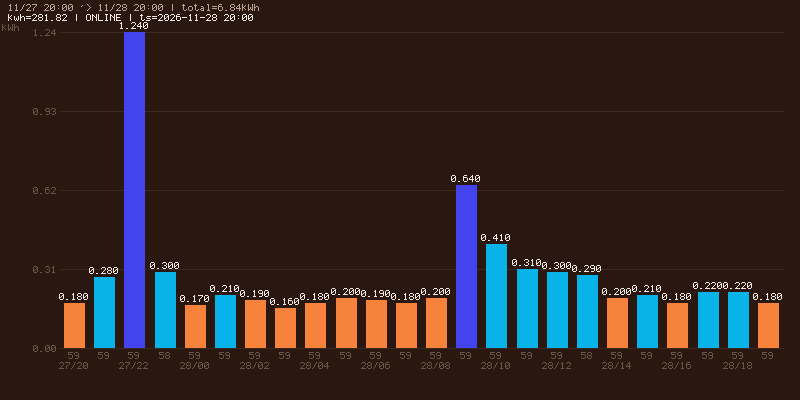 11/27 20:00 -> 11/28 20:00 | total=6.84kWh
Kwh=281.82 | ONLINE | ts=2026-11-28 20:00
kWh
1.24
0.93
0.62
0.31
0.00
0.180 0.280 1.240 0.300 0.170 0.210 0.190 0.160 0.180 0.200 0.190 0.180 0.200 0.640 0.410 0.310 0.300 0.290 0.200 0.210 0.180 0.220 0.220 0.180
59 59 59 58 59 59 59 59 59 59 59 59 59 59 59 59 59 58 59 59 59 59 59 59
27/20 27/22 28/00 28/02 28/04 28/06 28/08 28/10 28/12 28/14 28/16 28/18